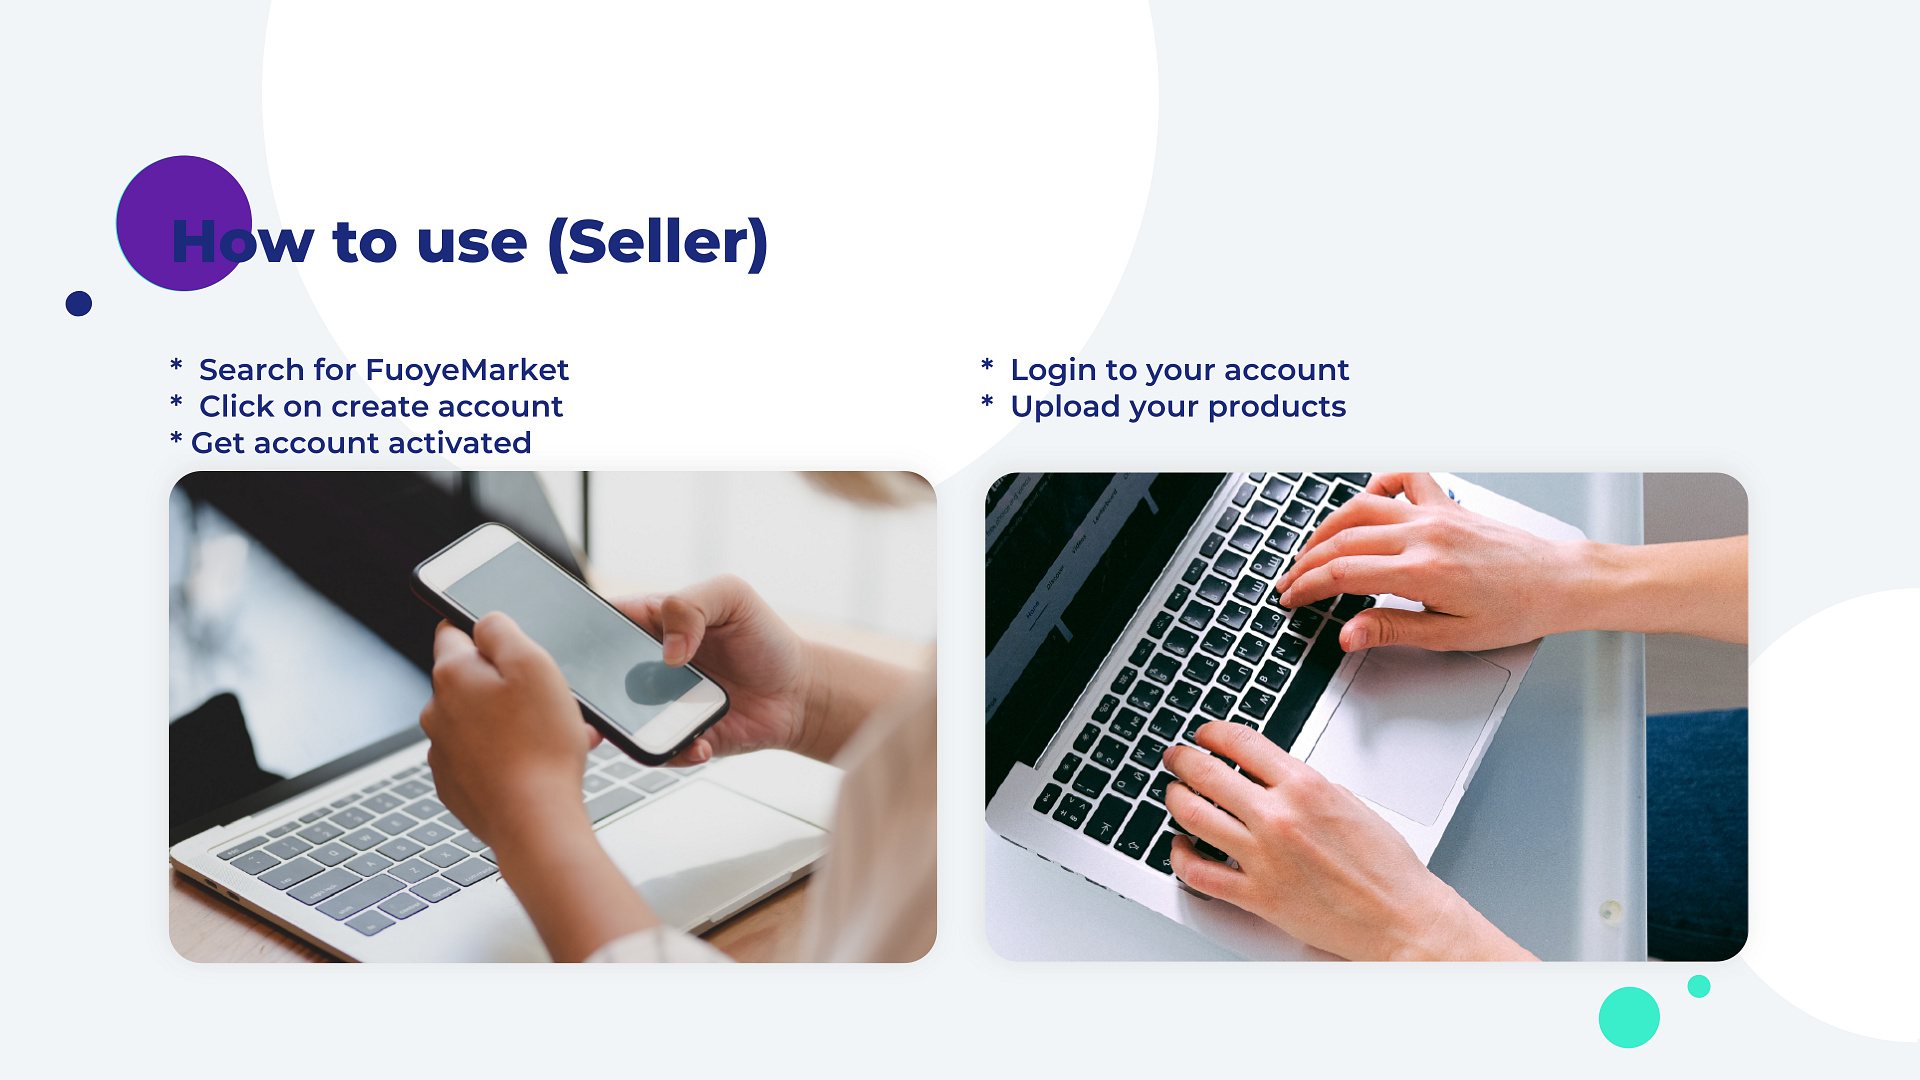 How to use (Seller)
* Search for FuoyeMarket
* Click on create account
* Get account activated
* Login to your account
* Upload your products